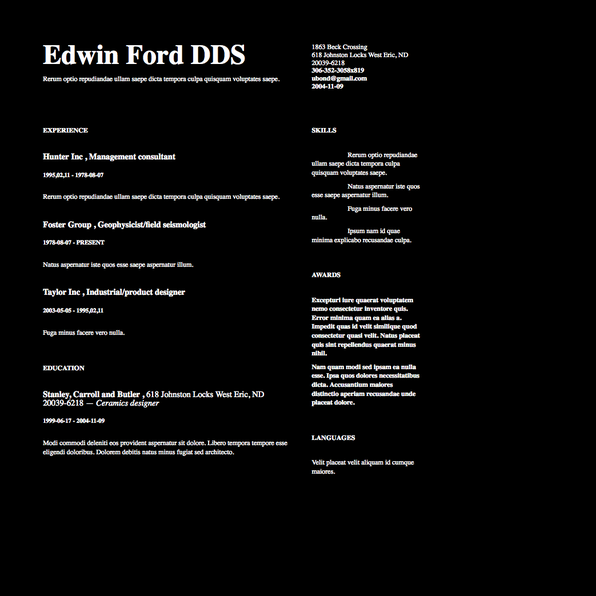 Edwin Ford DDS
Rerum optio repudiandae ullam saepe dicta tempora culpa quisquam voluptates saepe.
1863 Beck Crossing
618 Johnston Locks West Eric, ND
20039-6218
306-352-3058x819
ubond@gmail.com
2004-11-09
EXPERIENCE
Hunter Inc , Management consultant
1995,02,11 - 1978-08-07
Rerum optio repudiandae ullam saepe dicta tempora culpa quisquam voluptates saepe.
Foster Group , Geophysicist/field seismologist
1978-08-07 - PRESENT
Natus aspernatur iste quos esse saepe aspernatur illum.
Taylor Inc , Industrial/product designer
2003-05-05 - 1995,02,11
Fuga minus facere vero nulla.
EDUCATION
Stanley, Carroll and Butler , 618 Johnston Locks West Eric, ND
20039-6218 — Ceramics designer
1999-06-17 - 2004-11-09
Modi commodi deleniti eos provident aspernatur sit dolore. Libero tempora tempore esse
eligendi doloribus. Dolorem debitis natus minus fugiat sed architecto.
SKILLS
Rerum optio repudiandae
ullam saepe dicta tempora culpa
quisquam voluptates saepe.
Natus aspernatur iste quos
esse saepe aspernatur illum.
Fuga minus facere vero
nulla.
Ipsum nam id quae
minima explicabo recusandae culpa.
AWARDS
Excepturi iure quaerat voluptatem
nemo consectetur inventore quis.
Error minima quam ea alias a.
Impedit quas id velit similique quod
consectetur quasi velit. Natus placeat
quis sint repellendus quaerat minus
nihil.
Nam quam modi sed ipsam ea nulla
esse. Ipsa quos dolores necessitatibus
dicta. Accusantium maiores
distinctio aperiam recusandae unde
placeat dolore.
LANGUAGES
Velit placeat velit aliquam id cumque
maiores.